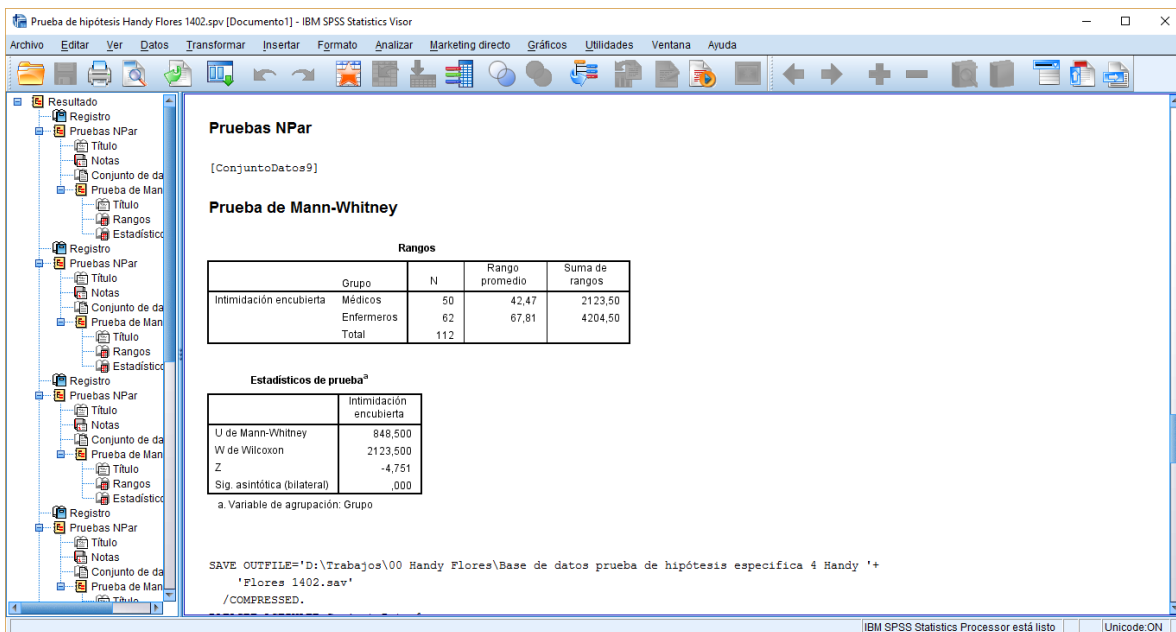 Prueba de hipótesis Handy Flores 1402.spv [Documento1] - IBM SPSS Statistics Visor
Archivo Editar Ver Datos Transformar Insertar Formato Analizar Marketing directo Gráficos Utilidades Ventana Ayuda
Resultado
Registro
Pruebas NPar
Título
Notas
Conjunto de da
Prueba de Man
Título
Rangos
Estadístico
Registro
Pruebas NPar
Título
Notas
Conjunto de da
Prueba de Man
Título
Rangos
Estadístico
Registro
Pruebas NPar
Título
Notas
Conjunto de da
Prueba de Man
Título
Rangos
Estadístico
Registro
Pruebas NPar
Título
Notas
Conjunto de da
Prueba de Man
Título
Pruebas NPar
[ConjuntoDatos9]
Prueba de Mann-Whitney
Rangos
Grupo N Rango promedio Suma de rangos
Intimidación encubierta Médicos 50 42,47 2123,50
Enfermeros 62 67,81 4204,50
Total 112
Estadísticos de pruebaᵃ
Intimidación encubierta
U de Mann-Whitney 848,500
W de Wilcoxon 2123,500
Z -4,751
Sig. asintótica (bilateral) ,000
a. Variable de agrupación: Grupo
SAVE OUTFILE='D:\Trabajos\00 Handy Flores\Base de datos prueba de hipótesis especifica 4 Handy '+
'Flores 1402.sav'
/COMPRESSED.
IBM SPSS Statistics Processor está listo Unicode:ON